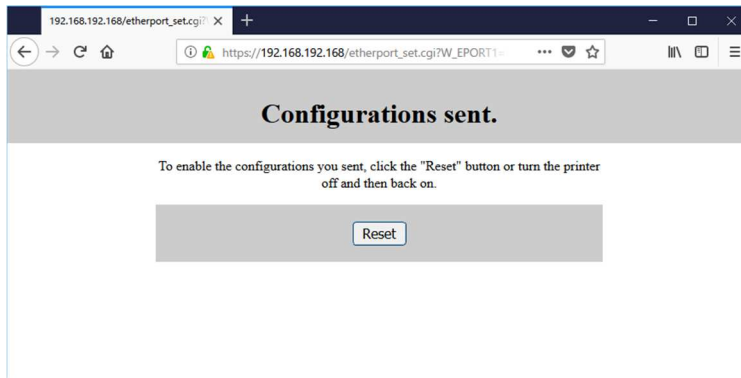 192.168.192.168/etherport_set.cgi?
https://192.168.192.168/etherport_set.cgi?W_EPORT1=
Configurations sent.
To enable the configurations you sent, click the "Reset" button or turn the printer
off and then back on.
Reset